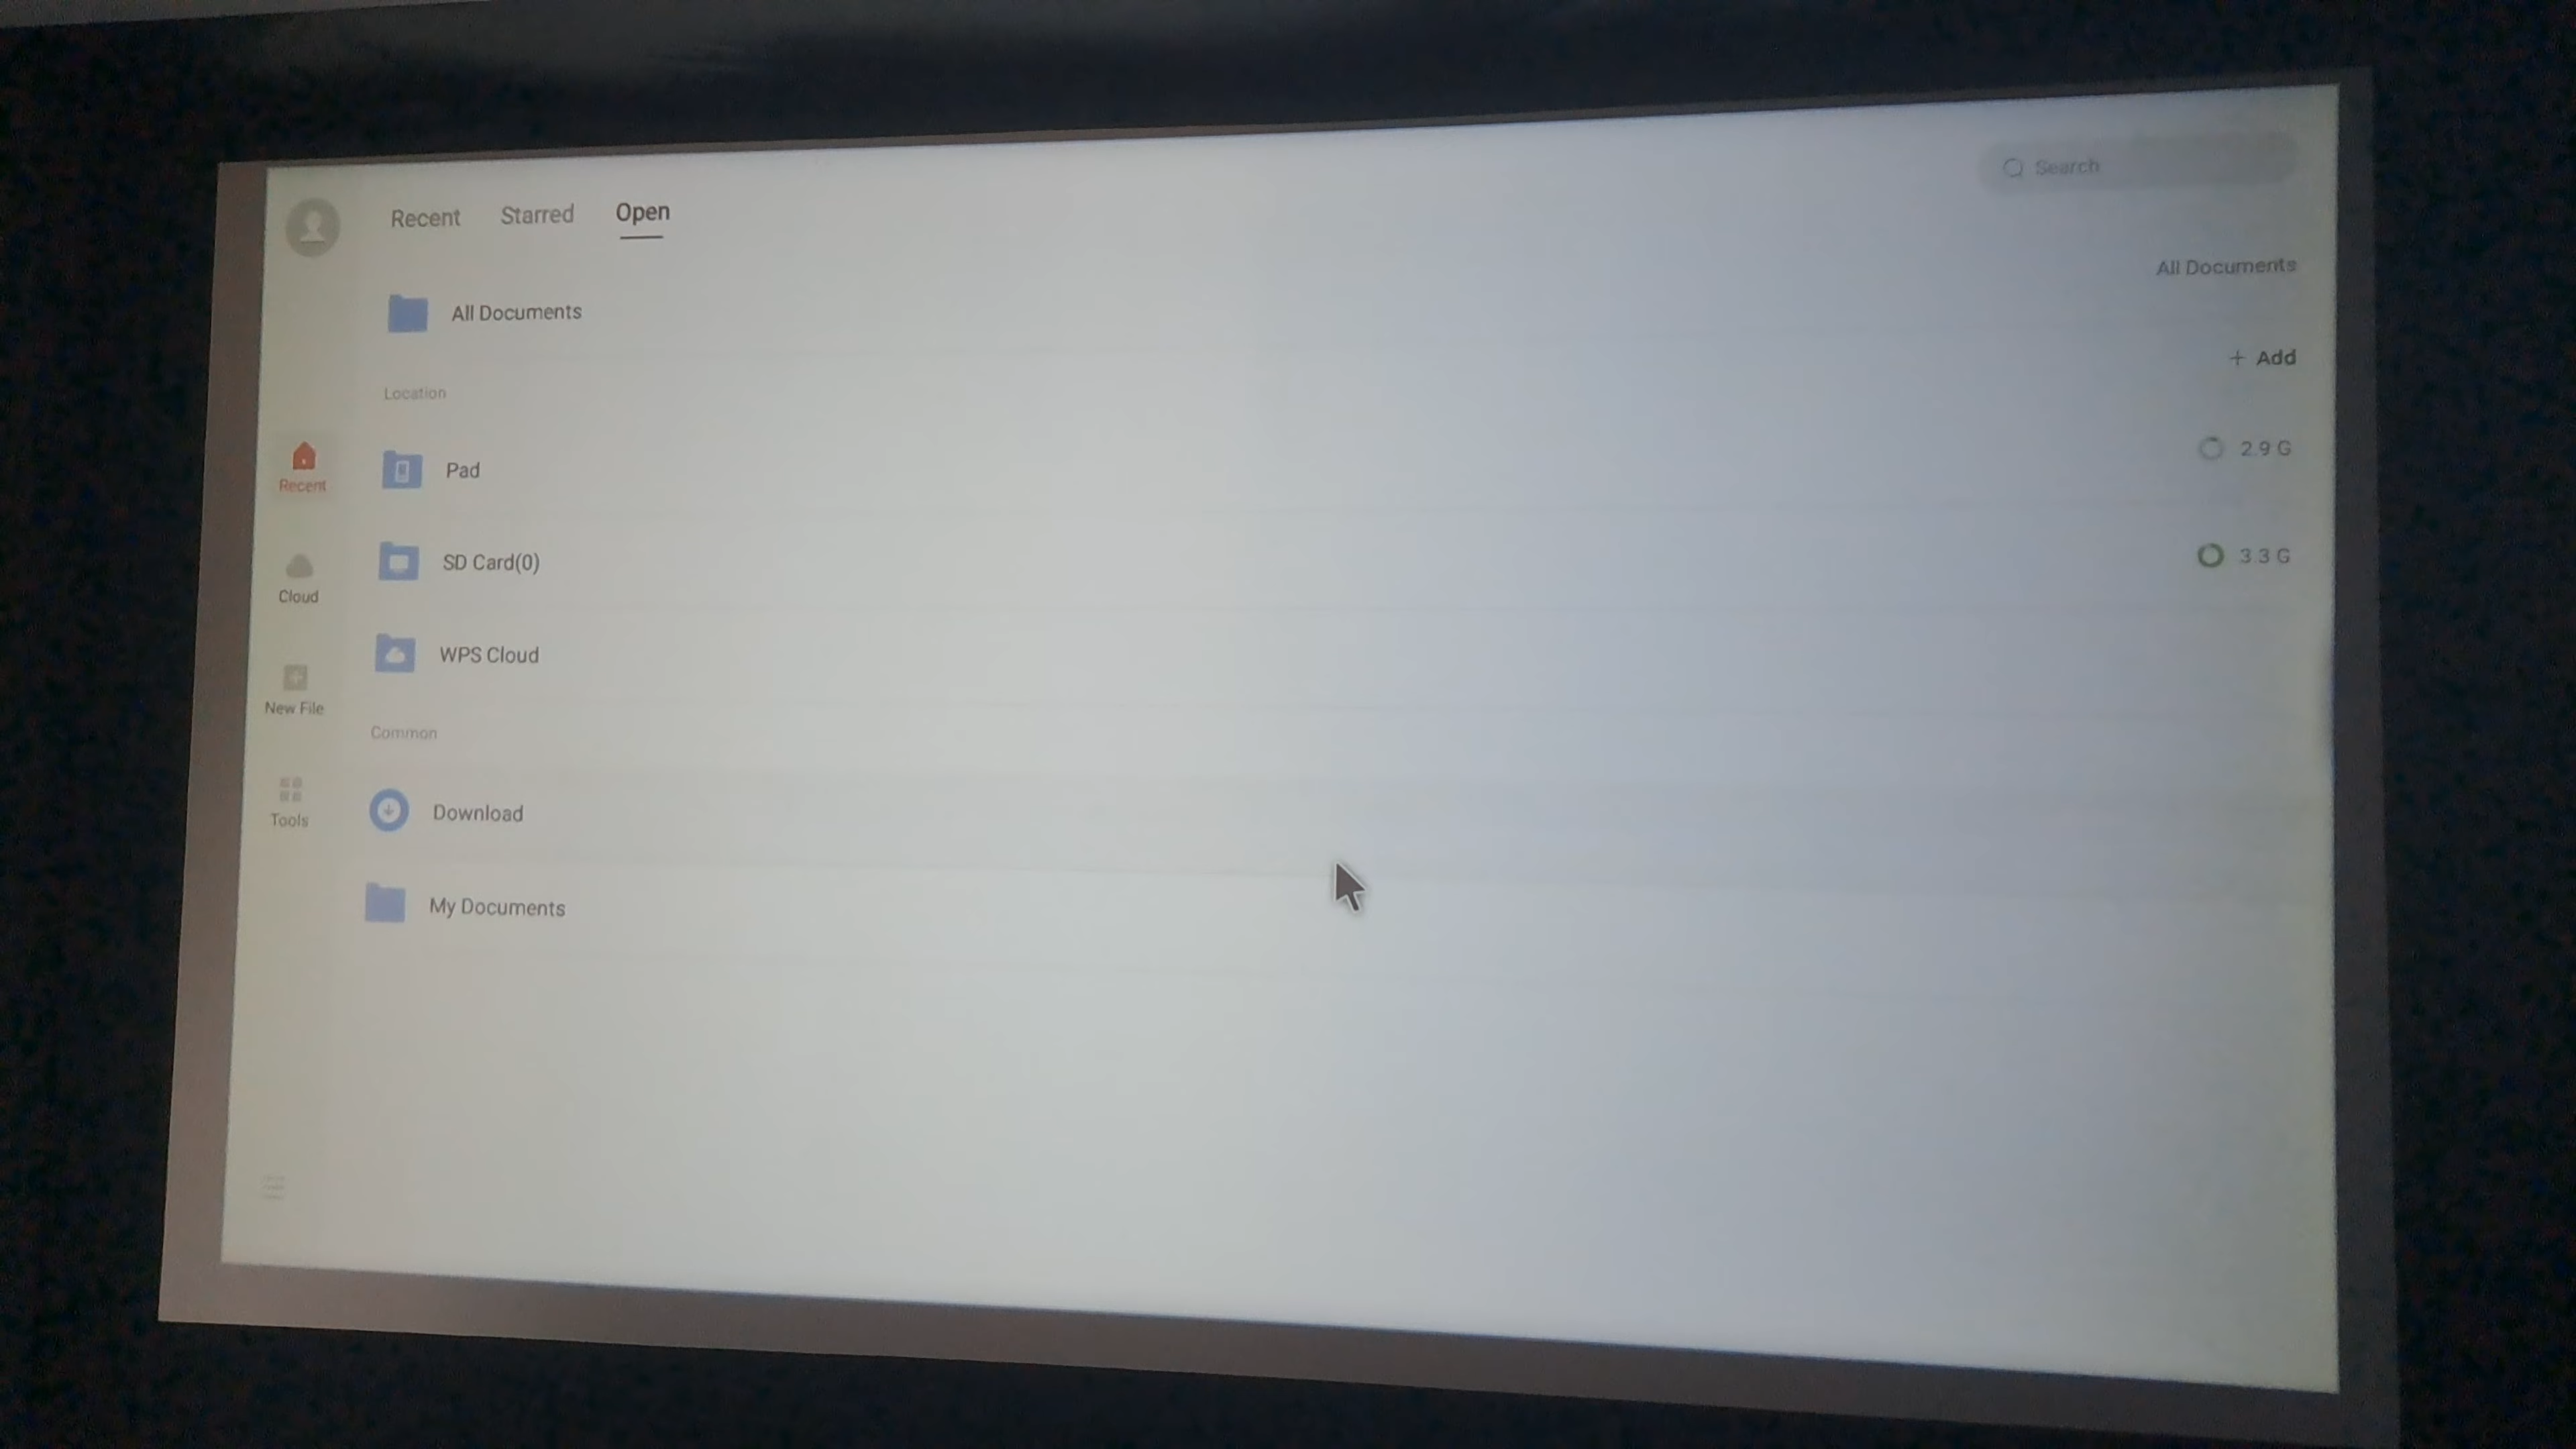 Search
Recent Starred Open
All Documents
All Documents
+ Add
Location
Pad
2.9 G
Recent
SD Card(0)
3.3 G
Cloud
WPS Cloud
New File
Common
Download
Tools
My Documents